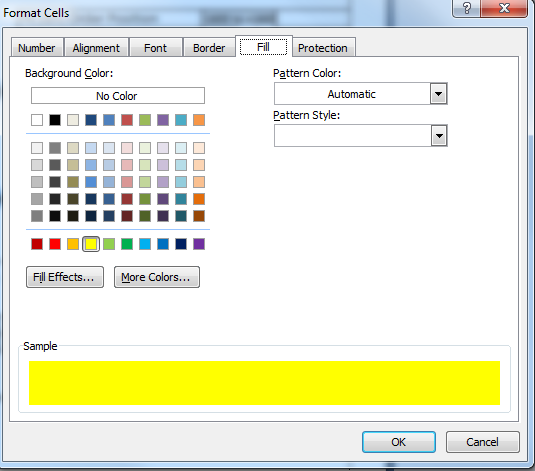 Format Cells
Number Alignment Font Border Fill Protection
Background Color:
No Color
Fill Effects...
More Colors...
Pattern Color:
Automatic
Pattern Style:
Sample
OK
Cancel